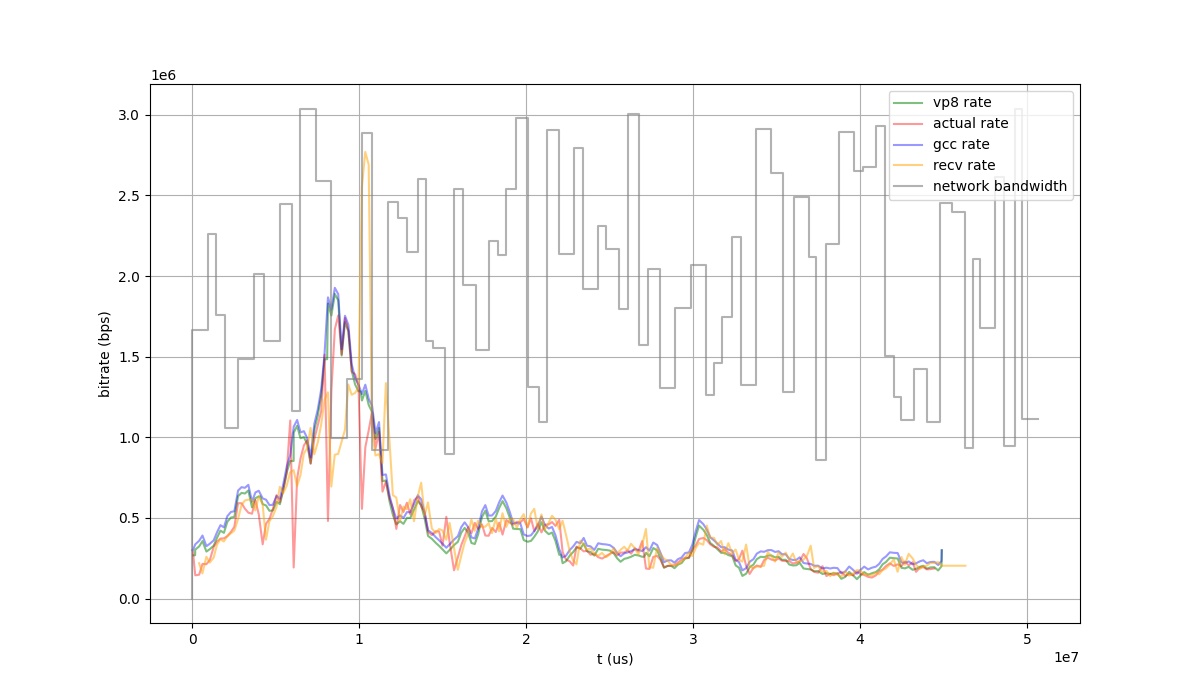 1e6
3.0
2.5
2.0
1.5
1.0
0.5
0.0
bitrate (bps)
vp8 rate
actual rate
gcc rate
recv rate
network bandwidth
0 1 2 3 4 5
t (us)
1e7